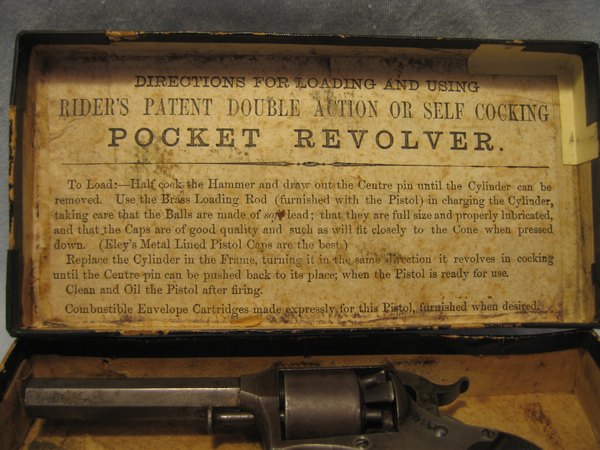 DIRECTIONS FOR LOADING AND USING
RIDER'S PATENT DOUBLE ACTION OR SELF COCKING
POCKET REVOLVER.
To Load:—Half cock the Hammer and draw out the Centre pin until the Cylinder can be
removed. Use the Brass Loading Rod (furnished with the Pistol) in charging the Cylinder,
taking care that the Balls are made of soft lead; that they are full size and properly lubricated,
and that the Caps are of good quality and such as will fit closely to the Cone when pressed
down. (Eley's Metal Lined Pistol Caps are the best.)
Replace the Cylinder in the Frame, turning it in the same direction it revolves in cocking
until the Centre pin can be pushed back to its place; when the Pistol is ready for use.
Clean and Oil the Pistol after firing.
Combustible Envelope Cartridges made expressly for this Pistol, furnished when desired.